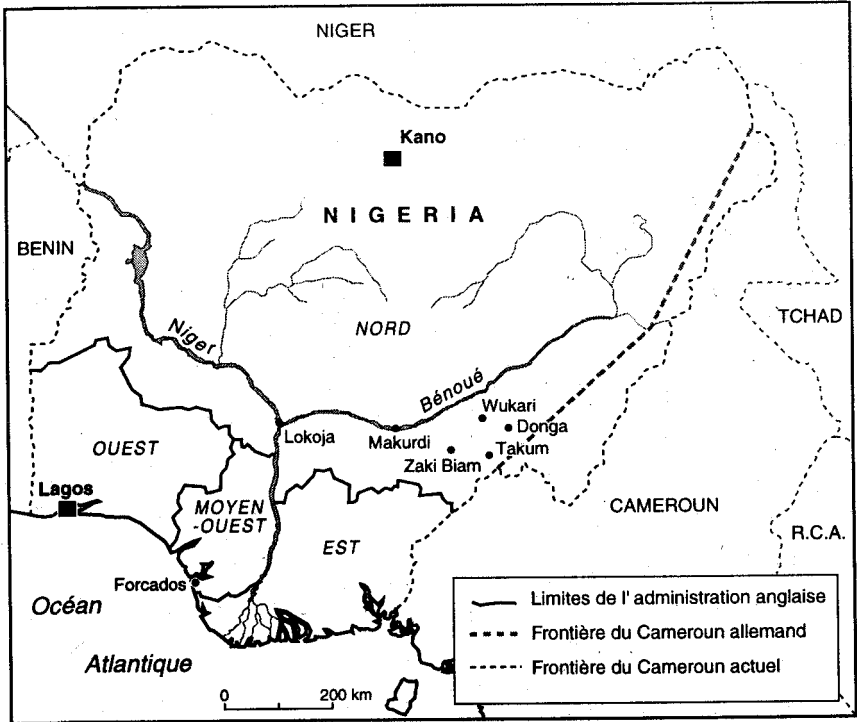 NIGER
Kano
NIGERIA
BENIN
TCHAD
Niger
NORD
Bénoué
Wukari
Donga
Lokoja
Makurdi
Takum
Zaki Biam
OUEST
Lagos
MOYEN
-OUEST
CAMEROUN
EST
R.C.A.
Forcados
Océan
Atlantique
0 200 km
Limites de l' administration anglaise
Frontière du Cameroun allemand
Frontière du Cameroun actuel